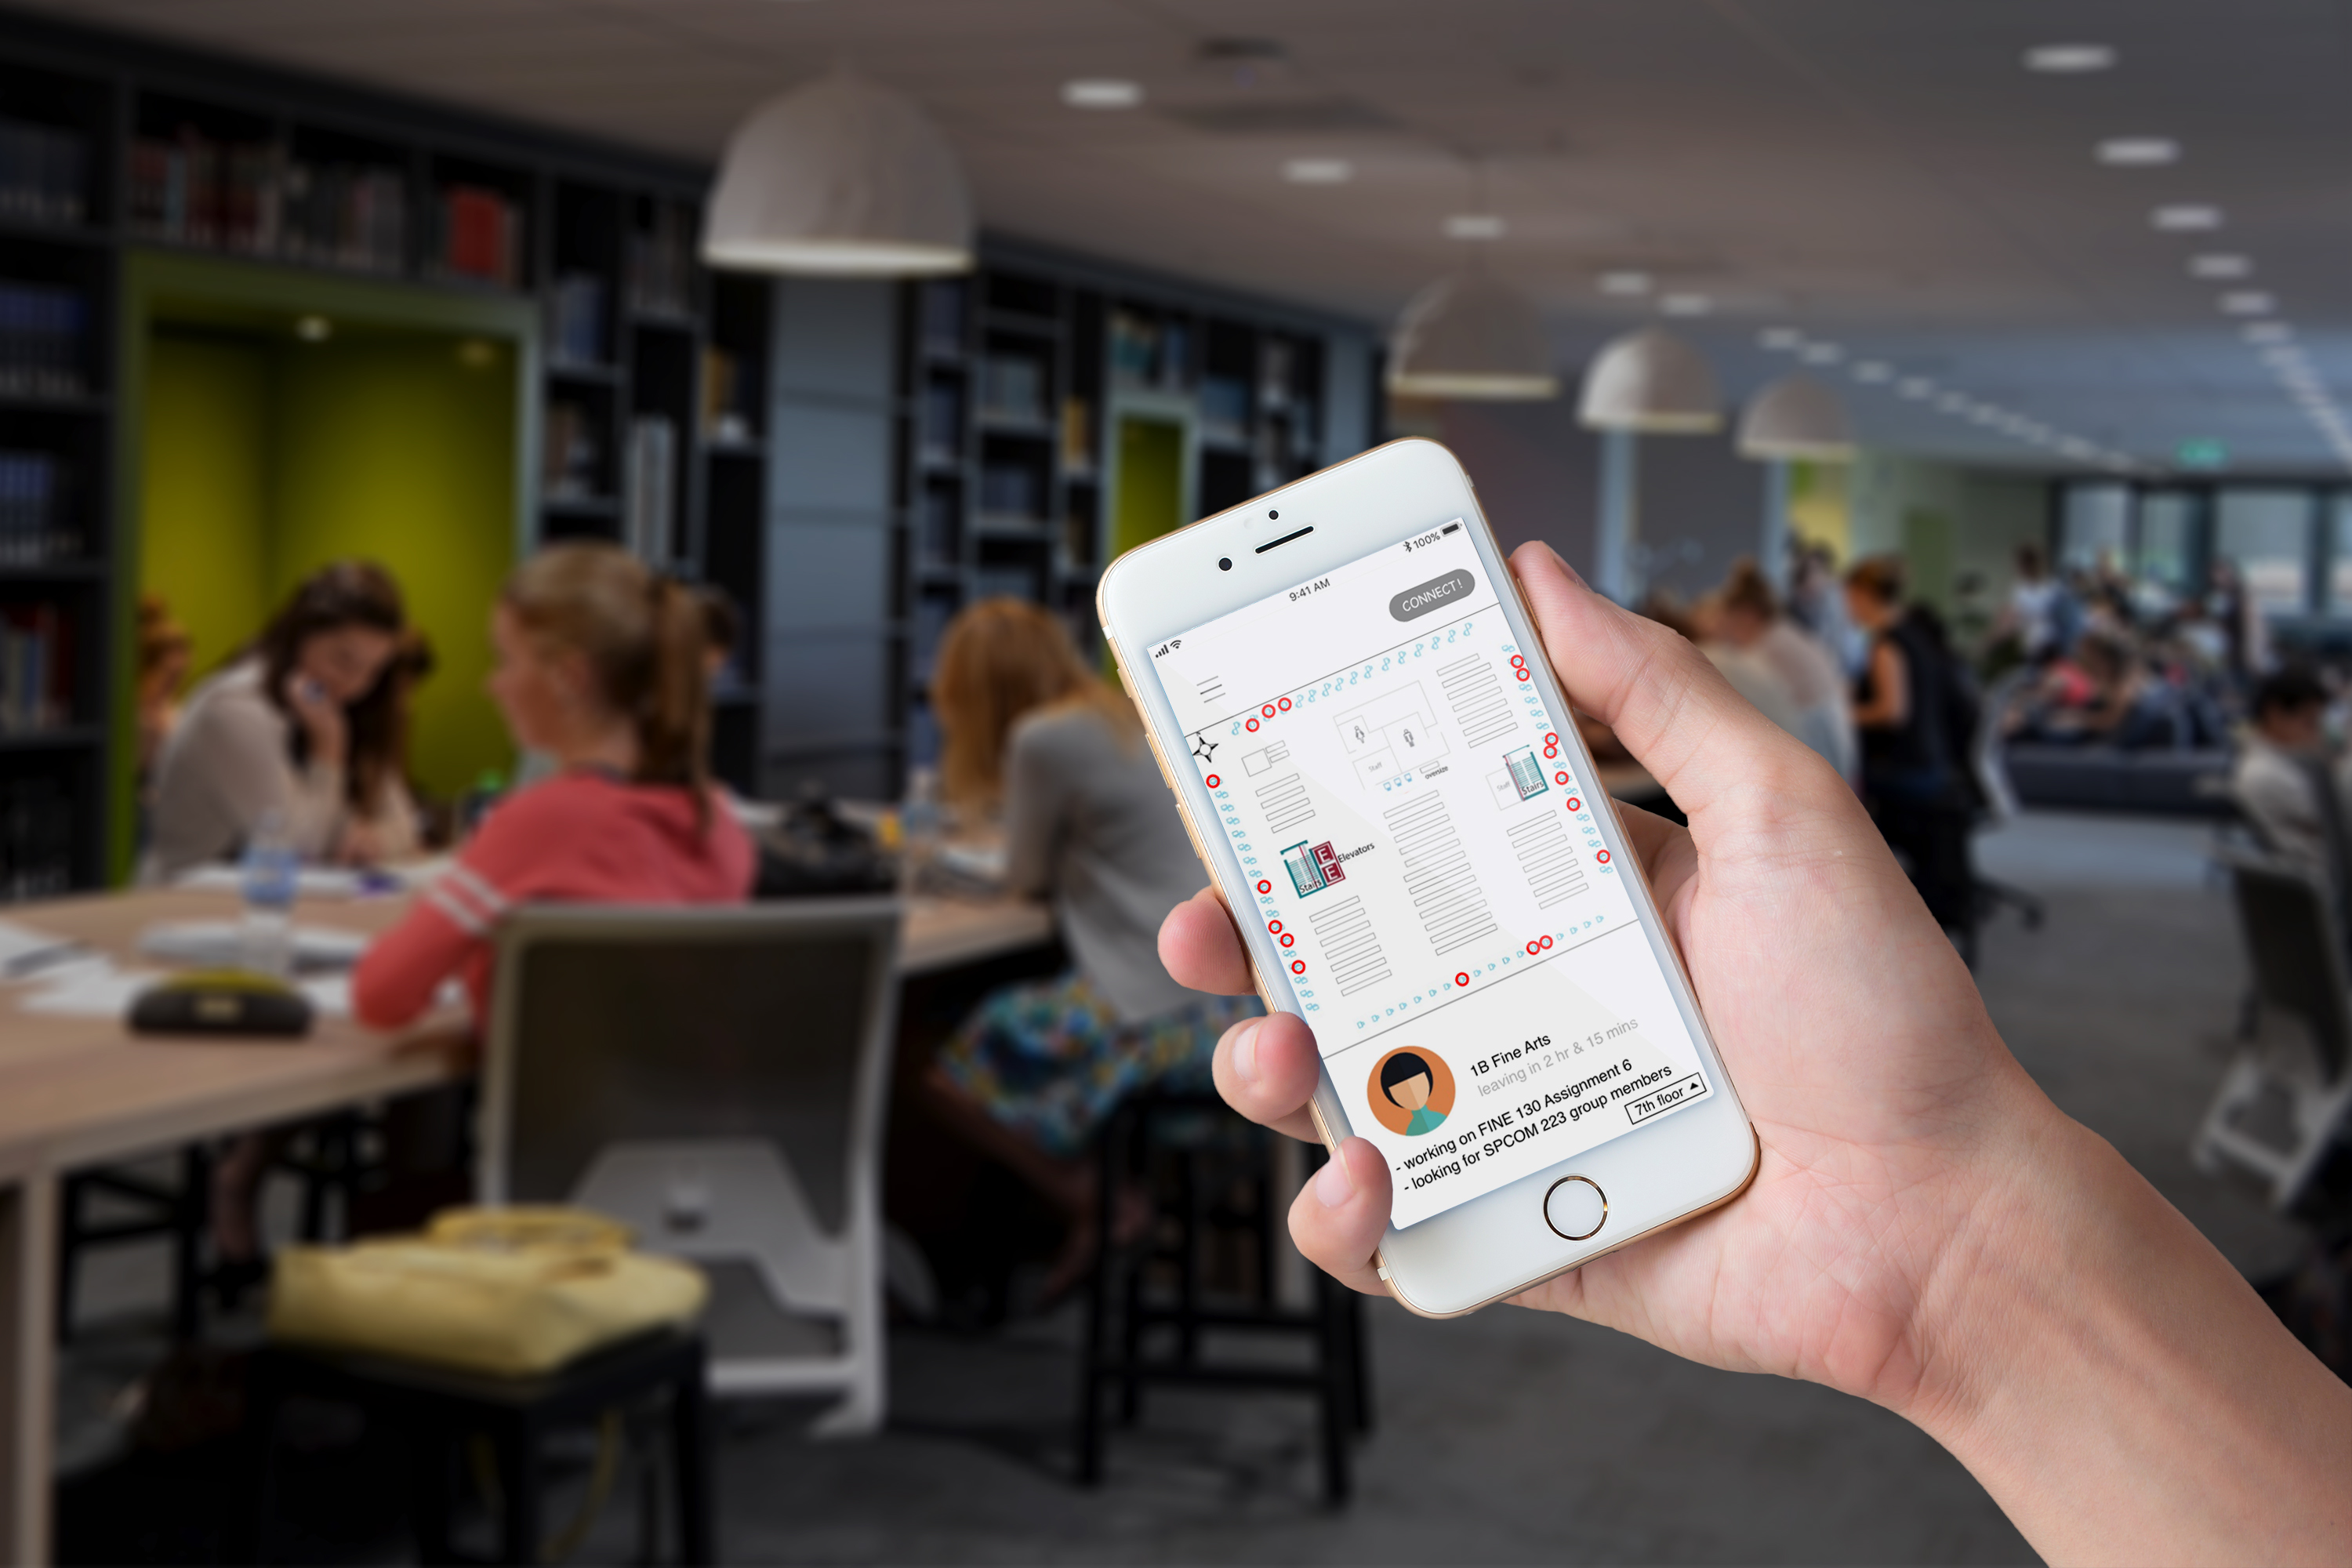 9:41 AM
100%
CONNECT!
Staff
oversize
Staff
Stairs
E
E
Elevators
Stairs
1B Fine Arts
leaving in 2 hr & 15 mins
- working on FINE 130 Assignment 6
- looking for SPCOM 223 group members
7th floor